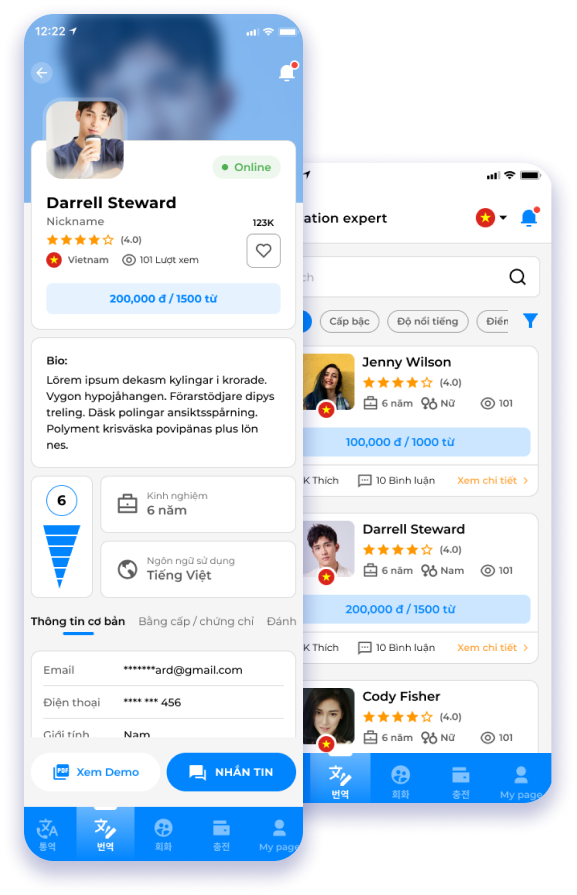 12:22
Online
Darrell Steward
Nickname
123K
(4.0)
Vietnam
101 Lượt xem
200,000 đ / 1500 từ
Bio:
Lörem ipsum dekasm kylingar i krorade.
Vygon hypojåhangen. Förarstödjare dipys
treling. Däsk polingar ansiktsspårning.
Polyment krisväska povipänas plus lön
nes.
6
Kinh nghiệm
6 năm
Ngôn ngữ sử dụng
Tiếng Việt
Thông tin cơ bản
Bằng cấp / chứng chỉ
Đánh
Email
*******ard@gmail.com
Điện thoại
**** *** 456
Giới tính
Nam
PDF
Xem Demo
NHẮN TIN
통역
번역
회화
충전
My page
ation expert
ch
Cấp bậc
Độ nổi tiếng
Điển
Jenny Wilson
(4.0)
6 năm
Nữ
101
100,000 đ / 1000 từ
K Thích
10 Bình luận
Xem chi tiết
Darrell Steward
(4.0)
6 năm
Nam
101
200,000 đ / 1500 từ
K Thích
10 Bình luận
Xem chi tiết
Cody Fisher
(4.0)
6 năm
Nữ
101
번역
회화
충전
My page